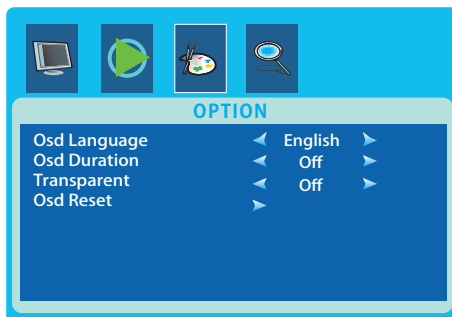 OPTION
Osd Language English
Osd Duration Off
Transparent Off
Osd Reset